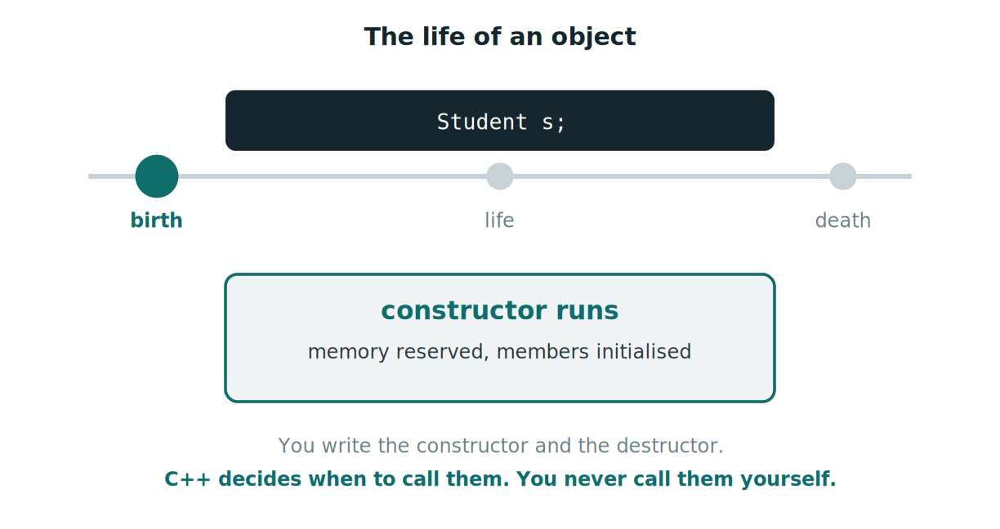 The life of an object
Student s;
birth
life
death
constructor runs
memory reserved, members initialised
You write the constructor and the destructor.
C++ decides when to call them. You never call them yourself.